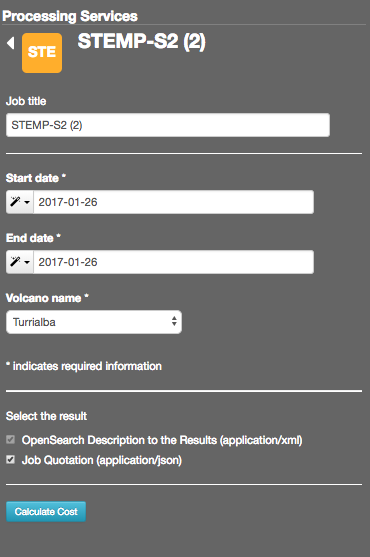 Processing Services
STE STEMP-S2 (2)
Job title
STEMP-S2 (2)
Start date *
2017-01-26
End date *
2017-01-26
Volcano name *
Turrialba
* indicates required information
Select the result
OpenSearch Description to the Results (application/xml)
Job Quotation (application/json)
Calculate Cost